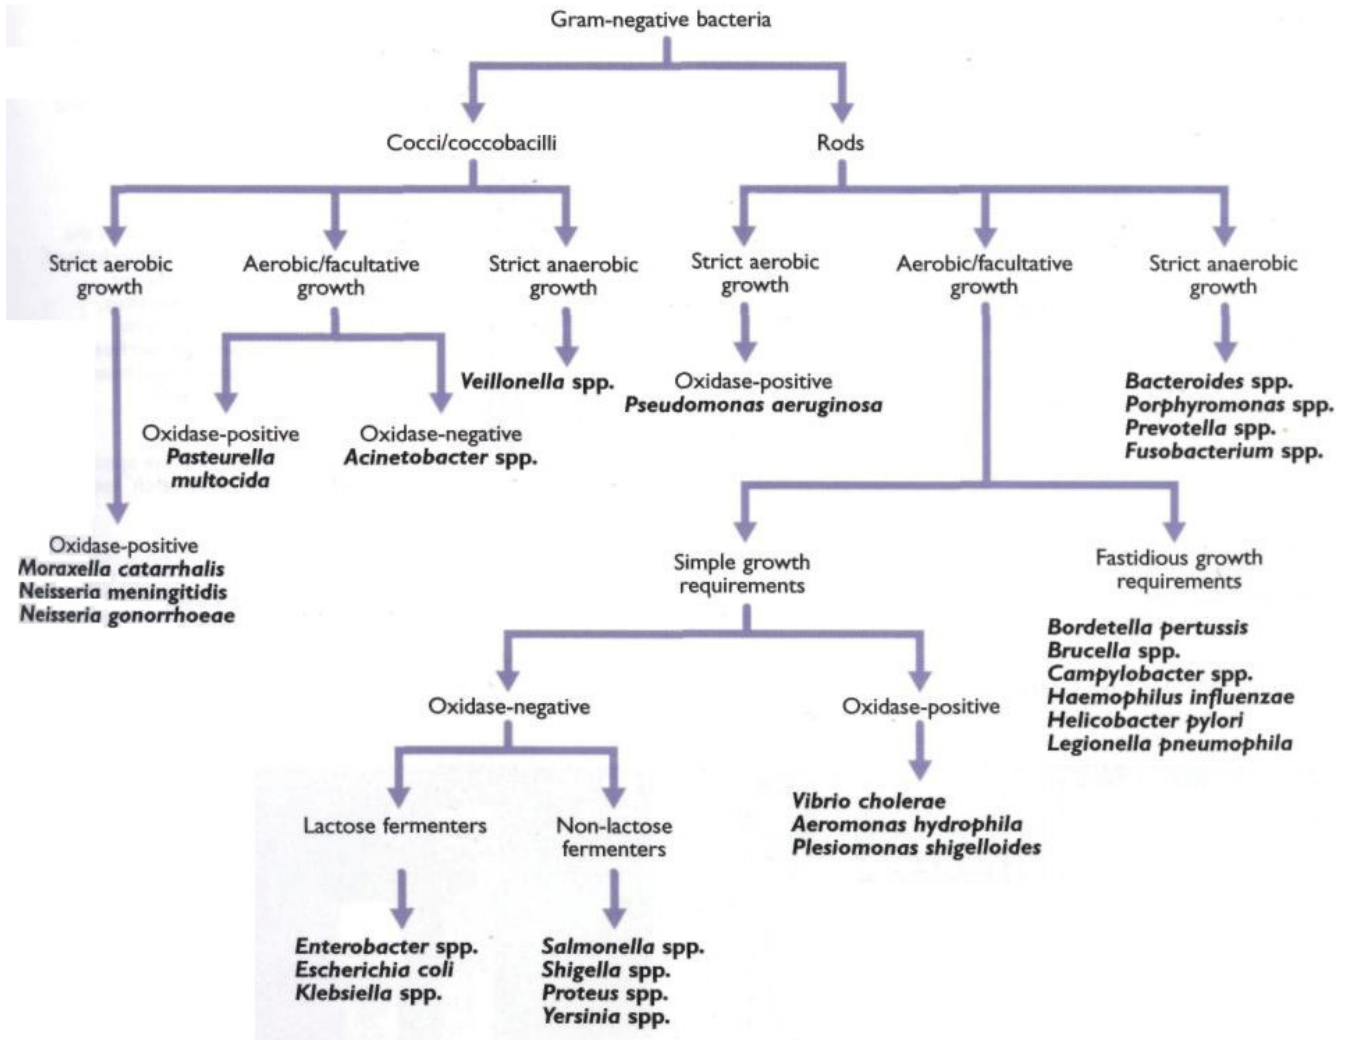 Gram-negative bacteria
Cocci/coccobacilli
Rods
Strict aerobic
growth
Aerobic/facultative
growth
Strict anaerobic
growth
Strict aerobic
growth
Aerobic/facultative
growth
Strict anaerobic
growth
Veillonella spp.
Oxidase-positive
Pseudomonas aeruginosa
Bacteroides spp.
Porphyromonas spp.
Prevotella spp.
Fusobacterium spp.
Oxidase-positive
Pasteurella
multocida
Oxidase-negative
Acinetobacter spp.
Oxidase-positive
Moraxella catarrhalis
Neisseria meningitidis
Neisseria gonorrhoeae
Simple growth
requirements
Fastidious growth
requirements
Bordetella pertussis
Brucella spp.
Campylobacter spp.
Haemophilus influenzae
Helicobacter pylori
Legionella pneumophila
Oxidase-negative
Oxidase-positive
Vibrio cholerae
Aeromonas hydrophila
Plesiomonas shigelloides
Lactose fermenters
Non-lactose
fermenters
Enterobacter spp.
Escherichia coli
Klebsiella spp.
Salmonella spp.
Shigella spp.
Proteus spp.
Yersinia spp.